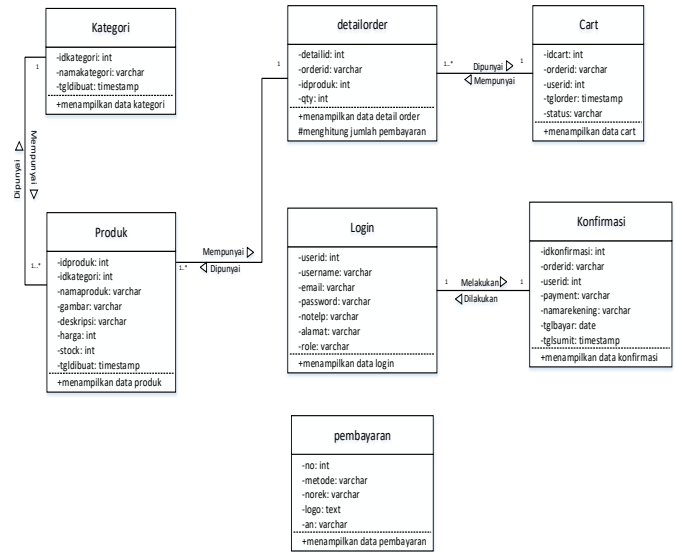 Kategori
-idkategori: int
-namakategori: varchar
-tgldibuat: timestamp
+menampilkan data kategori
1
Mempunyai
Dipunyai
1..*
Produk
-idproduk: int
-idkategori: int
-namaproduk: varchar
-gambar: varchar
-deskripsi: varchar
-harga: int
-stock: int
-tgldibuat: timestamp
+menampilkan data produk
1..*
Mempunyai
Dipunyai
1
detailorder
-detailid: int
-orderid: varchar
-idproduk: int
-qty: int
+menampilkan data detail order
#menghitung jumlah pembayaran
1..*
Dipunyai
Mempunyai
1
Cart
-idcart: int
-orderid: varchar
-userid: int
-tglorder: timestamp
-status: varchar
+menampilkan data cart
Login
-userid: int
-username: varchar
-email: varchar
-password: varchar
-notelp: varchar
-alamat: varchar
-role: varchar
+menampilkan data login
1
Melakukan
Dilakukan
1
Konfirmasi
-idkonfirmasi: int
-orderid: varchar
-userid: int
-payment: varchar
-namarekening: varchar
-tglbayar: date
-tglsumit: timestamp
+menampilkan data konfirmasi
pembayaran
-no: int
-metode: varchar
-norek: varchar
-logo: text
-an: varchar
+menampilkan data pembayaran